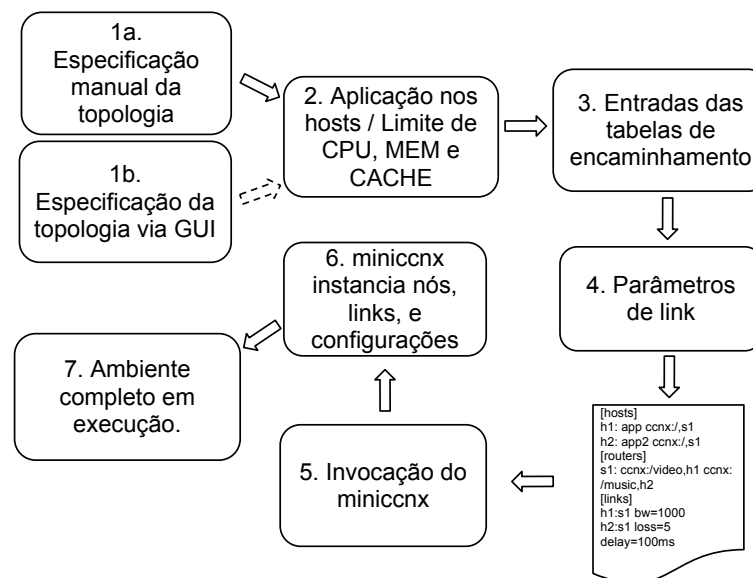 1a.
Especificação
manual da
topologia
1b.
Especificação da
topologia via GUI
2. Aplicação nos
hosts / Limite de
CPU, MEM e
CACHE
3. Entradas das
tabelas de
encaminhamento
4. Parâmetros
de link
[hosts]
h1: app ccnx:/,s1
h2: app2 ccnx:/,s1
[routers]
s1: ccnx:/video,h1 ccnx:
/music,h2
[links]
h1:s1 bw=1000
h2:s1 loss=5
delay=100ms
5. Invocação do
miniccnx
6. miniccnx
instancia nós,
links, e
configurações
7. Ambiente
completo em
execução.